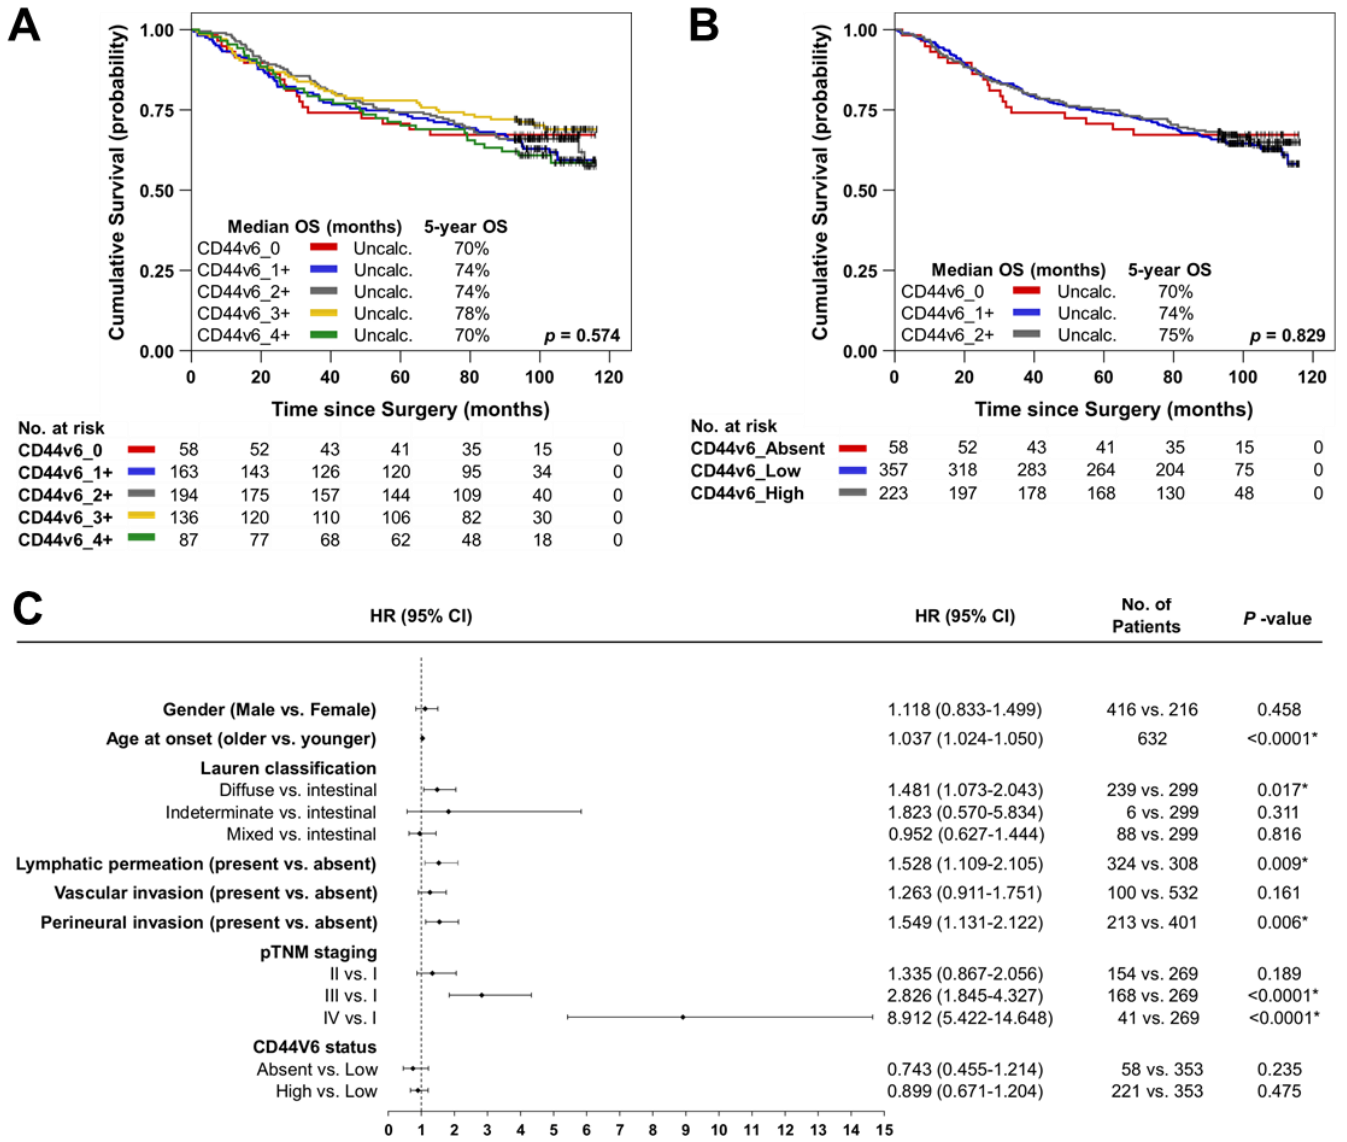 A
Cumulative Survival (probability)
1.00
0.75
0.50
0.25
0.00
Median OS (months) 5-year OS
CD44v6_0 Uncalc. 70%
CD44v6_1+ Uncalc. 74%
CD44v6_2+ Uncalc. 74%
CD44v6_3+ Uncalc. 78%
CD44v6_4+ Uncalc. 70%
p = 0.574
0 20 40 60 80 100 120
Time since Surgery (months)
No. at risk
CD44v6_0 58 52 43 41 35 15 0
CD44v6_1+ 163 143 126 120 95 34 0
CD44v6_2+ 194 175 157 144 109 40 0
CD44v6_3+ 136 120 110 106 82 30 0
CD44v6_4+ 87 77 68 62 48 18 0
B
Cumulative Survival (probability)
1.00
0.75
0.50
0.25
0.00
Median OS (months) 5-year OS
CD44v6_0 Uncalc. 70%
CD44v6_1+ Uncalc. 74%
CD44v6_2+ Uncalc. 75%
p = 0.829
0 20 40 60 80 100 120
Time since Surgery (months)
No. at risk
CD44v6_Absent 58 52 43 41 35 15 0
CD44v6_Low 357 318 283 264 204 75 0
CD44v6_High 223 197 178 168 130 48 0
C
HR (95% CI) HR (95% CI) No. of Patients P -value
Gender (Male vs. Female) 1.118 (0.833-1.499) 416 vs. 216 0.458
Age at onset (older vs. younger) 1.037 (1.024-1.050) 632 <0.0001*
Lauren classification
Diffuse vs. intestinal 1.481 (1.073-2.043) 239 vs. 299 0.017*
Indeterminate vs. intestinal 1.823 (0.570-5.834) 6 vs. 299 0.311
Mixed vs. intestinal 0.952 (0.627-1.444) 88 vs. 299 0.816
Lymphatic permeation (present vs. absent) 1.528 (1.109-2.105) 324 vs. 308 0.009*
Vascular invasion (present vs. absent) 1.263 (0.911-1.751) 100 vs. 532 0.161
Perineural invasion (present vs. absent) 1.549 (1.131-2.122) 213 vs. 401 0.006*
pTNM staging
II vs. I 1.335 (0.867-2.056) 154 vs. 269 0.189
III vs. I 2.826 (1.845-4.327) 168 vs. 269 <0.0001*
IV vs. I 8.912 (5.422-14.648) 41 vs. 269 <0.0001*
CD44V6 status
Absent vs. Low 0.743 (0.455-1.214) 58 vs. 353 0.235
High vs. Low 0.899 (0.671-1.204) 221 vs. 353 0.475
0 1 2 3 4 5 6 7 8 9 10 11 12 13 14 15